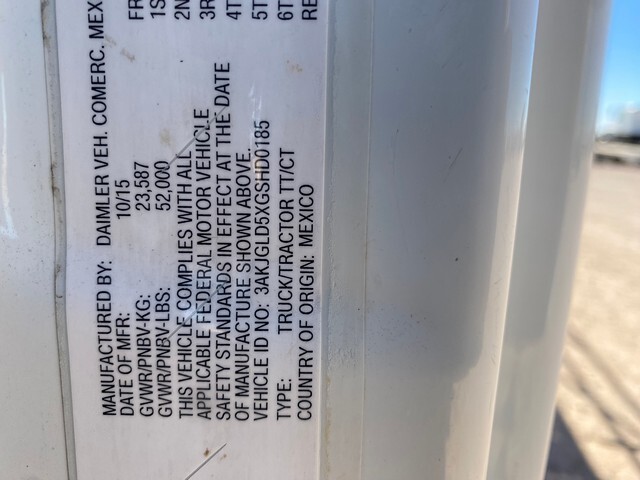 MANUFACTURED BY: DAIMLER VEH. COMERC. MEX
DATE OF MFR: 10/15 FR
GVWR/PNBV-KG: 23,587 1S
GVWR/PNBV-LBS: 52,000 2N
THIS VEHICLE COMPLIES WITH ALL 3R
APPLICABLE FEDERAL MOTOR VEHICLE 4T
SAFETY STANDARDS IN EFFECT AT THE DATE 5T
OF MANUFACTURE SHOWN ABOVE. 6T
VEHICLE ID NO: 3AKJGLD5XGSHD0185 RE
TYPE: TRUCK/TRACTOR TT/CT
COUNTRY OF ORIGIN: MEXICO